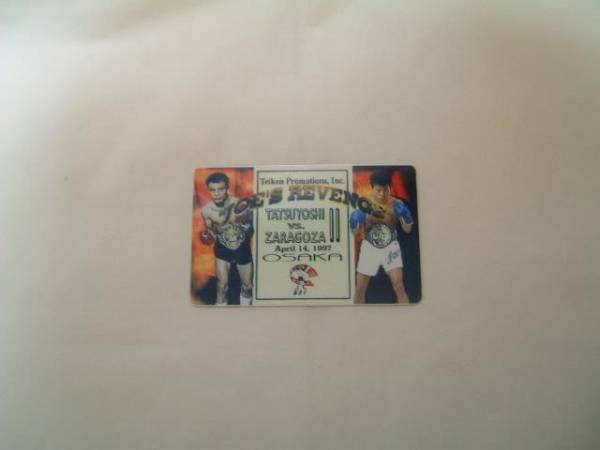 Teiken Promotions, Inc.
JOE'S REVENGE
TATSUYOSHI
VS.
ZARAGOZA II
April 14, 1997
OSAKA